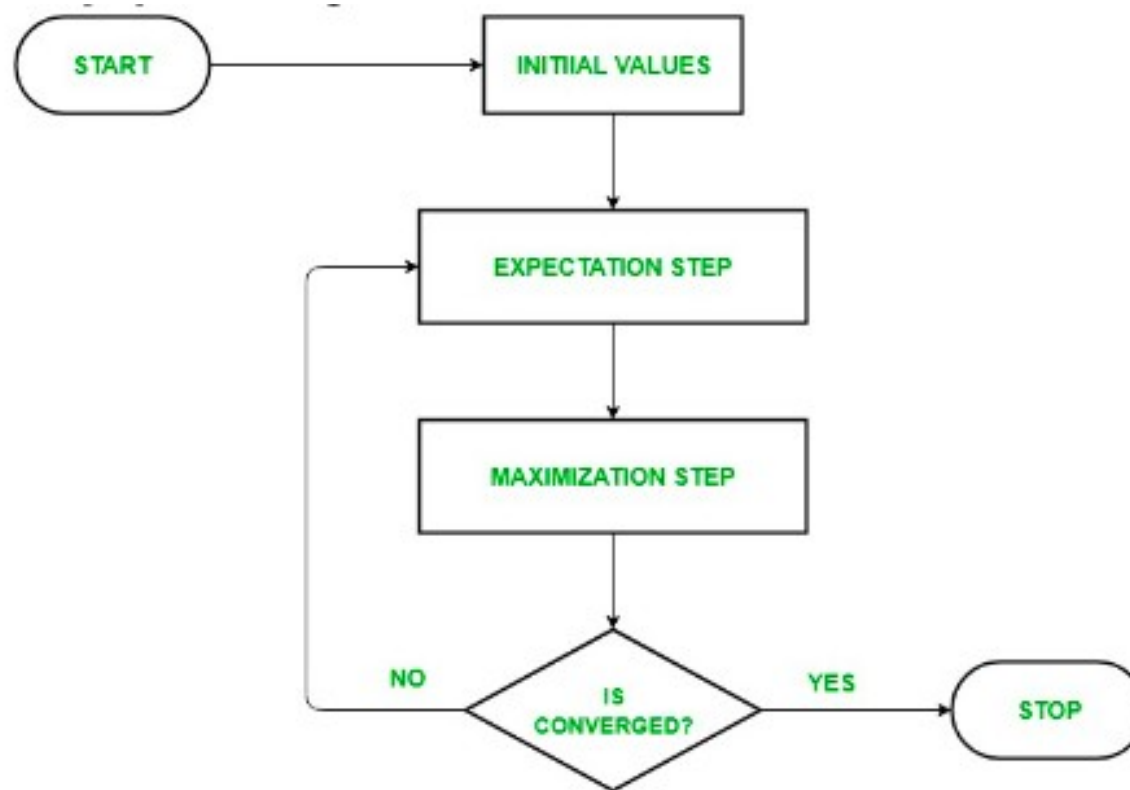 START
INITIIAL VALUES
EXPECTATION STEP
MAXIMIZATION STEP
NO
IS
CONVERGED?
YES
STOP